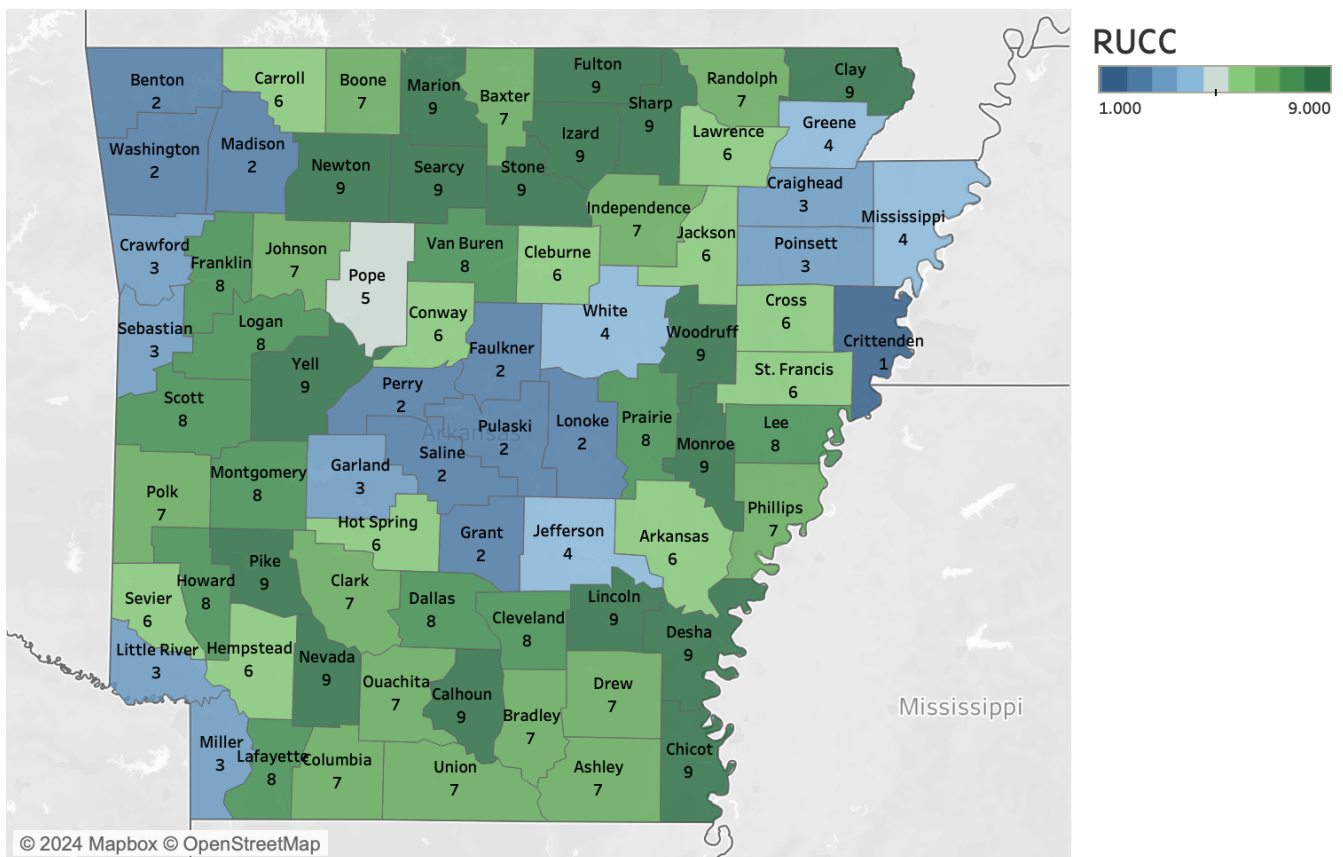 RUCC
1.000
9.000
Benton
2
Carroll
6
Boone
7
Marion
9
Baxter
7
Fulton
9
Sharp
9
Randolph
7
Clay
9
Washington
2
Madison
2
Newton
9
Searcy
9
Stone
9
Izard
9
Lawrence
6
Greene
4
Craighead
3
Mississippi
4
Crawford
3
Franklin
8
Johnson
7
Pope
5
Van Buren
8
Cleburne
6
Independence
7
Jackson
6
Poinsett
3
Sebastian
3
Logan
8
Yell
9
Conway
6
Faulkner
2
White
4
Woodruff
9
Cross
6
Crittenden
1
St. Francis
6
Scott
8
Perry
2
Arkansas
Pulaski
2
Saline
2
Lonoke
2
Prairie
8
Monroe
9
Lee
8
Polk
7
Montgomery
8
Garland
3
Hot Spring
6
Grant
2
Jefferson
4
Arkansas
6
Phillips
7
Sevier
6
Howard
8
Pike
9
Clark
7
Dallas
8
Cleveland
8
Lincoln
9
Desha
9
Little River
3
Hempstead
6
Nevada
9
Ouachita
7
Calhoun
9
Bradley
7
Drew
7
Mississippi
Miller
3
Lafayette
8
Columbia
7
Union
7
Ashley
7
Chicot
9
© 2024 Mapbox © OpenStreetMap